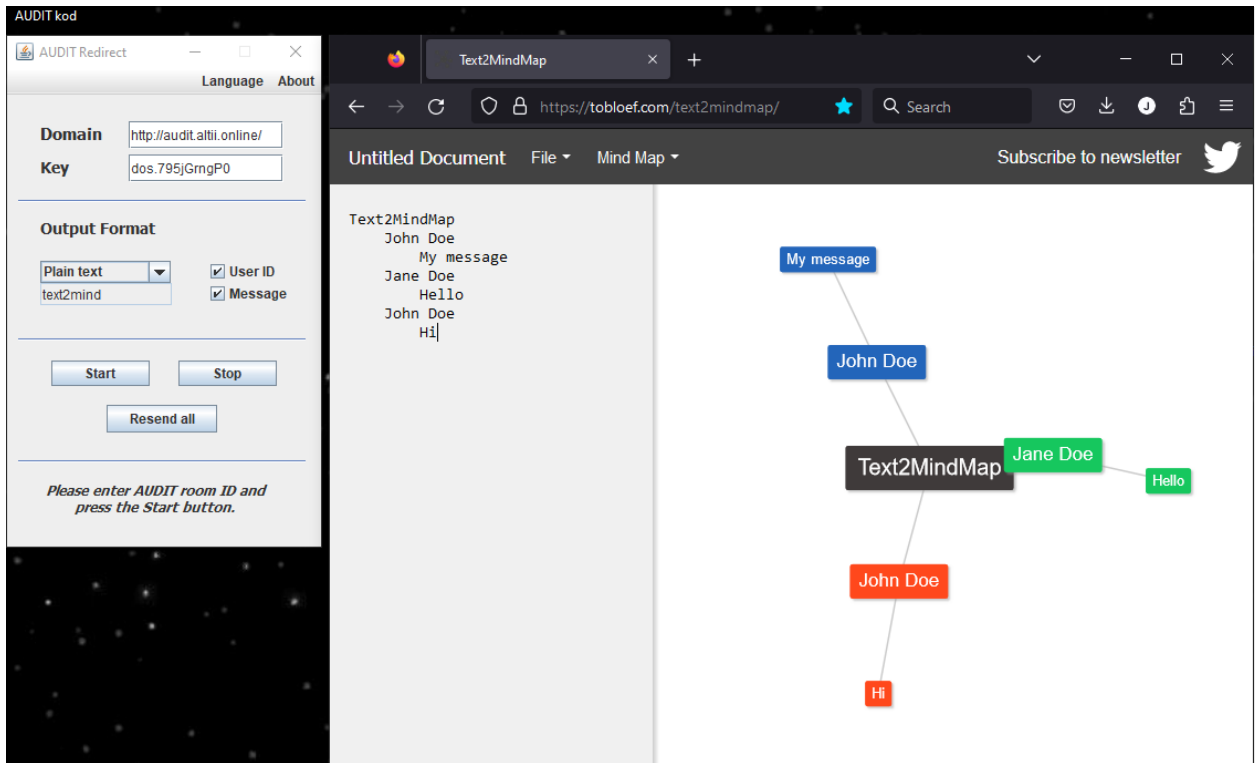 AUDIT kod
AUDIT Redirect
Language About
Domain http://audit.altii.online/
Key dos.795jGrngP0
Output Format
Plain text User ID
text2mind Message
Start Stop
Resend all
Please enter AUDIT room ID and
press the Start button.
Text2MindMap
https://tobloef.com/text2mindmap/ Search J
Untitled Document File Mind Map Subscribe to newsletter
Text2MindMap
John Doe
My message
Jane Doe
Hello
John Doe
Hi
My message
John Doe
Text2MindMap
Jane Doe
Hello
John Doe
Hi